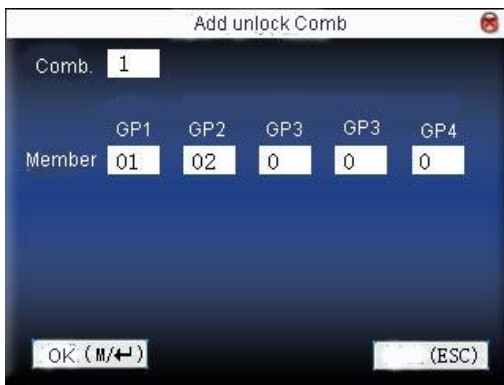 Add unlock Comb
Comb. 1
GP1 GP2 GP3 GP3 GP4
Member 01 02 0 0 0
OK (M/↵) (ESC)